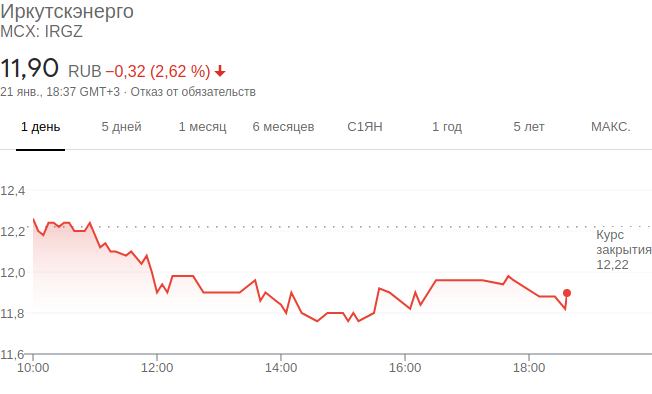 Иркутскэнерго
MCX: IRGZ
11,90 RUB −0,32 (2,62 %)
21 янв., 18:37 GMT+3 · Отказ от обязательств
1 день 5 дней 1 месяц 6 месяцев С1ЯН 1 год 5 лет МАКС.
12,4
12,2
Курс
закрытия
12,22
12,0
11,8
11,6
10:00 12:00 14:00 16:00 18:00